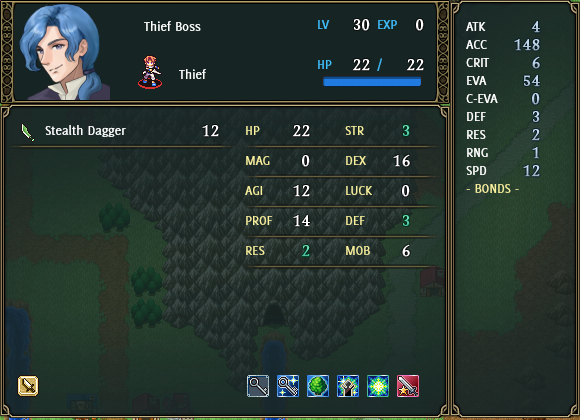 Thief Boss LV 30 EXP 0
Thief HP 22 / 22
Stealth Dagger 12
HP 22 STR 3
MAG 0 DEX 16
AGI 12 LUCK 0
PROF 14 DEF 3
RES 2 MOB 6
ATK 4
ACC 148
CRIT 6
EVA 54
C-EVA 0
DEF 3
RES 2
RNG 1
SPD 12
- BONDS -